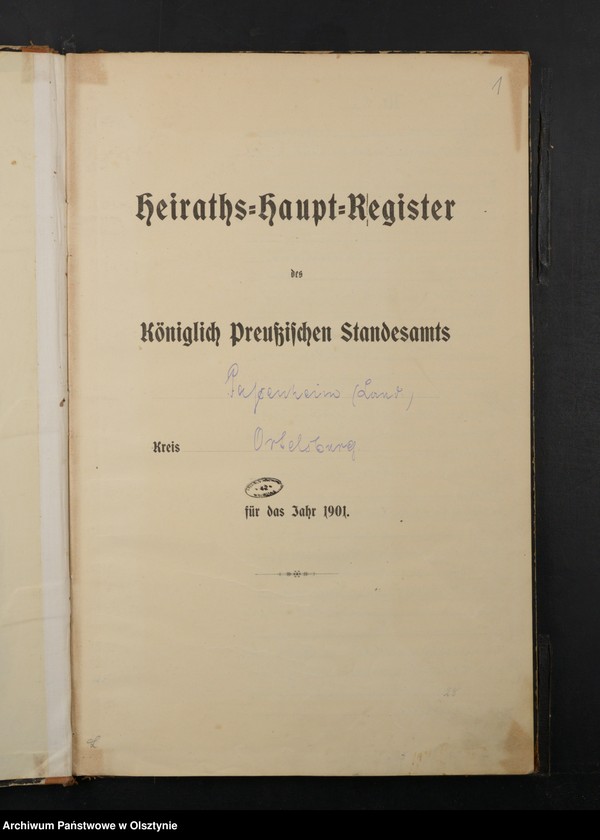 1
Heiraths-Haupt-Register
des
Königlich Preußischen Standesamts
Passenheim (Land)
Kreis Ortelsburg
für das Jahr 1901.
Archiwum Państwowe w Olsztynie